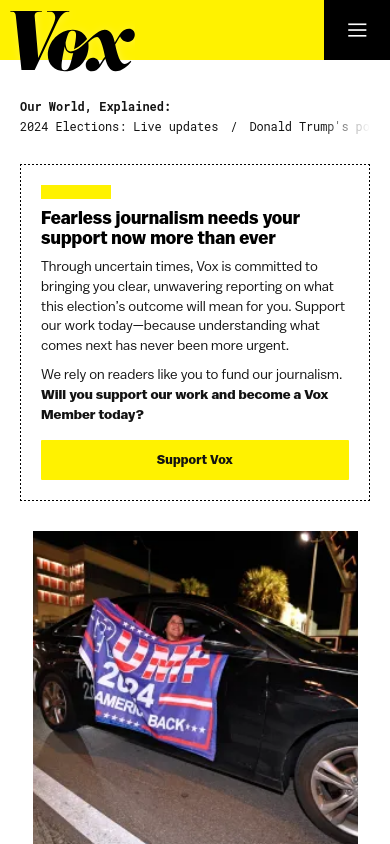 Vox
Our World, Explained:
2024 Elections: Live updates / Donald Trump's
Fearless journalism needs your
support now more than ever
Through uncertain times, Vox is committed to
bringing you clear, unwavering reporting on what
this election's outcome will mean for you. Support
our work today—because understanding what
comes next has never been more urgent.
We rely on readers like you to fund our journalism.
Will you support our work and become a Vox
Member today?
Support Vox
TRUMP
2024
AMERICA BACK